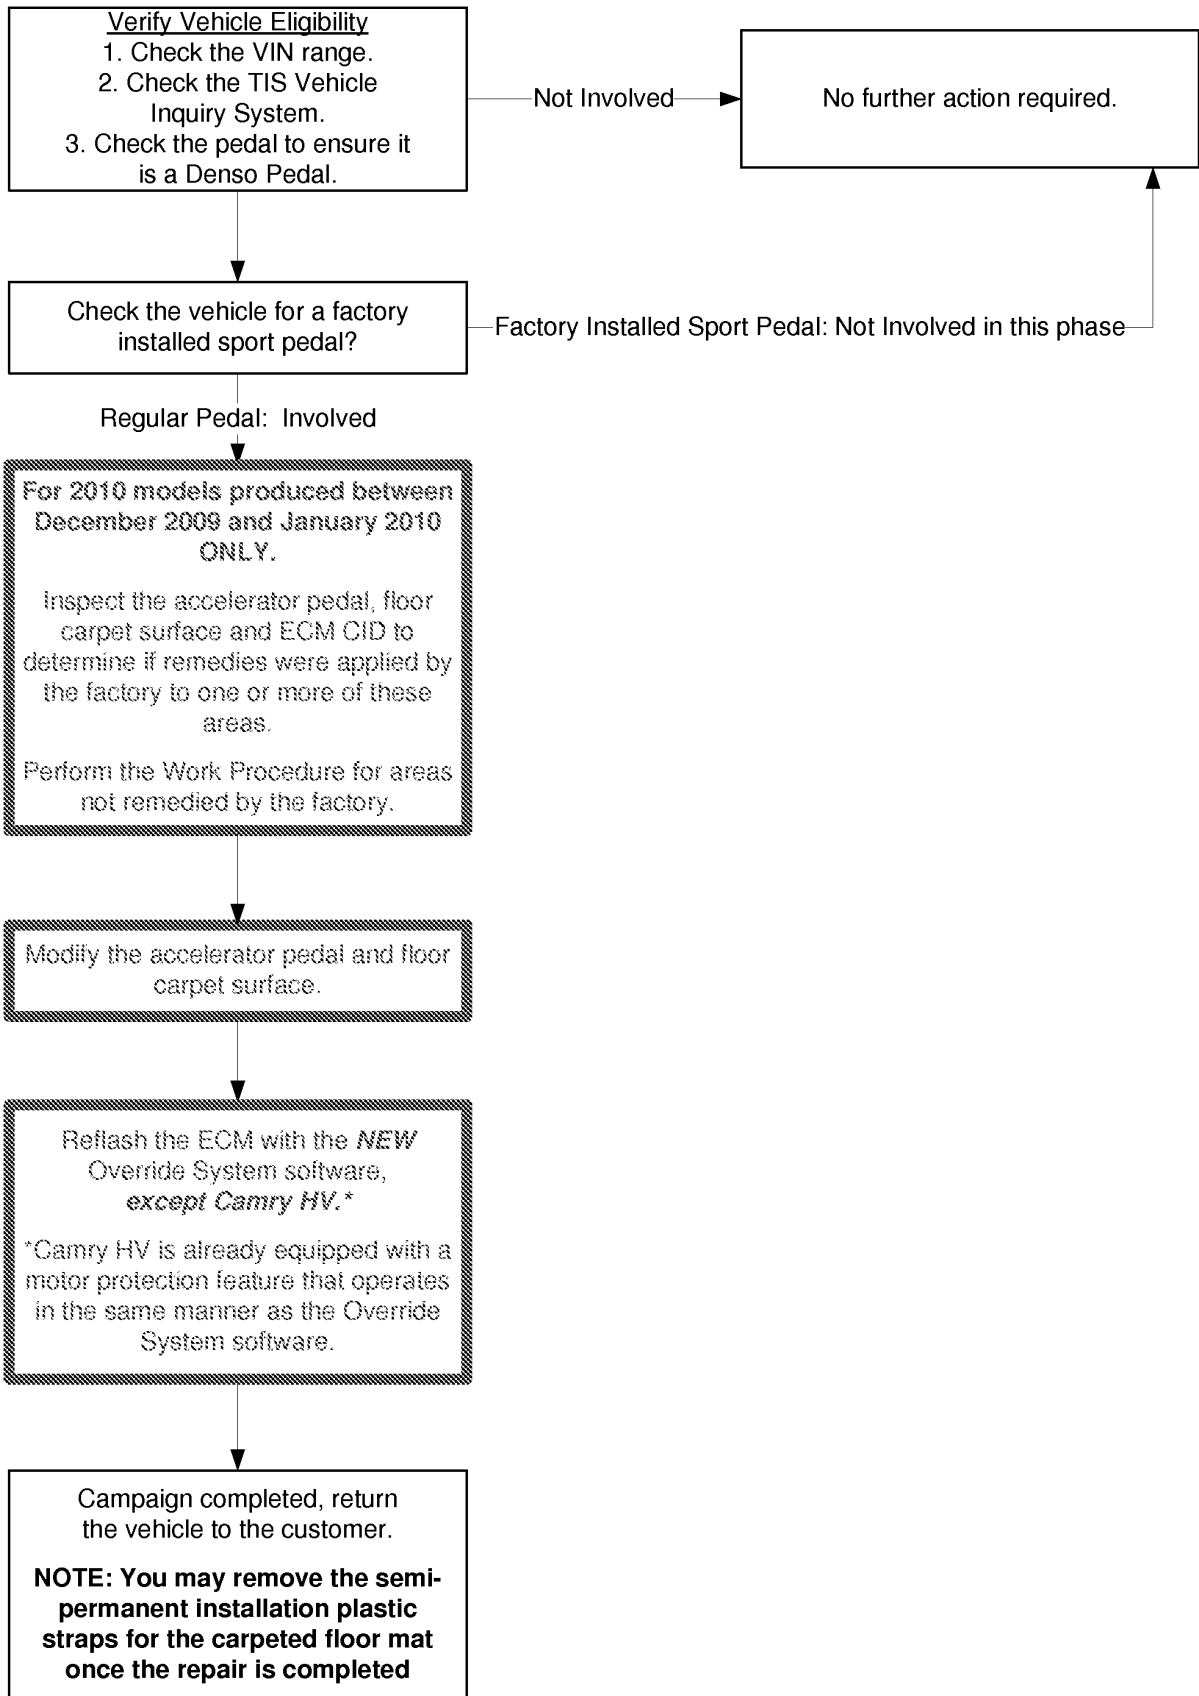 Verify Vehicle Eligibility
1. Check the VIN range.
2. Check the TIS Vehicle
Inquiry System.
3. Check the pedal to ensure it
is a Denso Pedal.
Not Involved
No further action required.
Check the vehicle for a factory
installed sport pedal?
Factory Installed Sport Pedal: Not Involved in this phase
Regular Pedal:  Involved
For 2010 models produced between
December 2009 and January 2010
ONLY.
Inspect the accelerator pedal, floor
carpet surface and ECM CID to
determine if remedies were applied by
the factory to one or more of these
areas.
Perform the Work Procedure for areas
not remedied by the factory.
Modify the accelerator pedal and floor
carpet surface.
Reflash the ECM with the NEW
Override System software,
except Camry HV.*
*Camry HV is already equipped with a
motor protection feature that operates
in the same manner as the Override
System software.
Campaign completed, return
the vehicle to the customer.
NOTE: You may remove the semi-
permanent installation plastic
straps for the carpeted floor mat
once the repair is completed